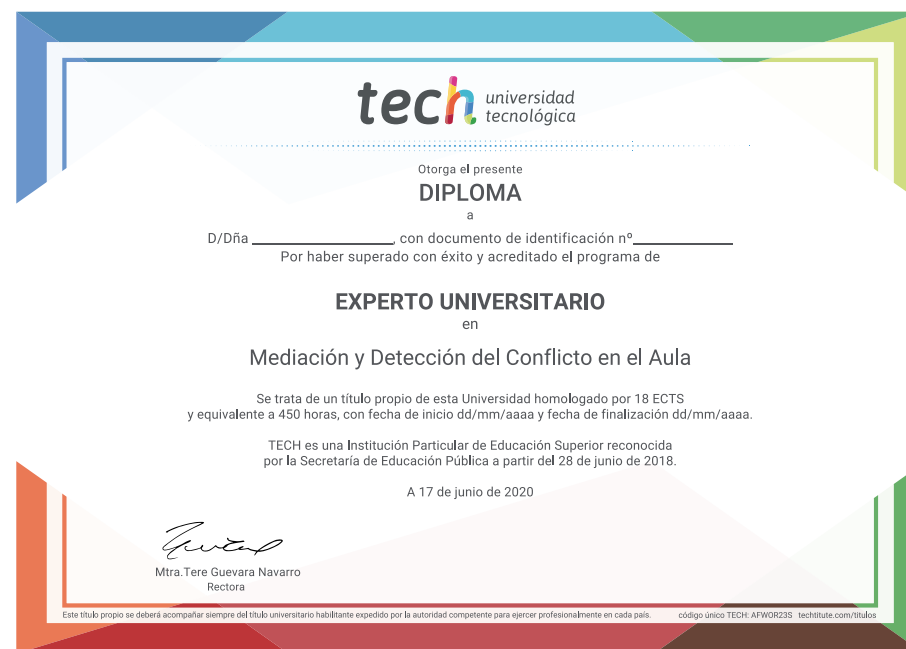 tech universidad
tecnológica
Otorga el presente
DIPLOMA
a
D/Dña ____________________, con documento de identificación nº______________
Por haber superado con éxito y acreditado el programa de
EXPERTO UNIVERSITARIO
en
Mediación y Detección del Conflicto en el Aula
Se trata de un título propio de esta Universidad homologado por 18 ECTS
y equivalente a 450 horas, con fecha de inicio dd/mm/aaaa y fecha de finalización dd/mm/aaaa.
TECH es una Institución Particular de Educación Superior reconocida
por la Secretaría de Educación Pública a partir del 28 de junio de 2018.
A 17 de junio de 2020
Mtra.Tere Guevara Navarro
Rectora
Este título propio se deberá acompañar siempre del título universitario habilitante expedido por la autoridad competente para ejercer profesionalmente en cada país. código único TECH: AFWOR23S techtitute.com/titulos